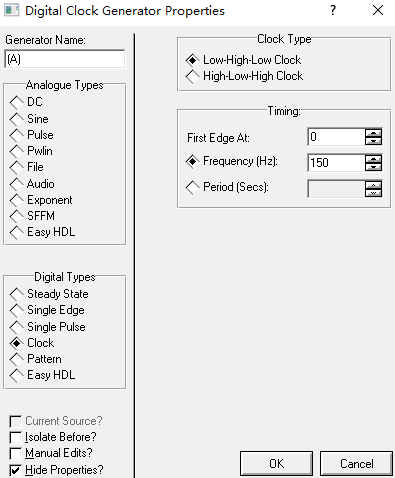 Digital Clock Generator Properties
?
Generator Name:
(A)
Analogue Types
DC
Sine
Pulse
Pwlin
File
Audio
Exponent
SFFM
Easy HDL
Digital Types
Steady State
Single Edge
Single Pulse
Clock
Pattern
Easy HDL
Current Source?
Isolate Before?
Manual Edits?
Hide Properties?
Clock Type
Low-High-Low Clock
High-Low-High Clock
Timing:
First Edge At: 0
Frequency (Hz): 150
Period (Secs):
OK Cancel